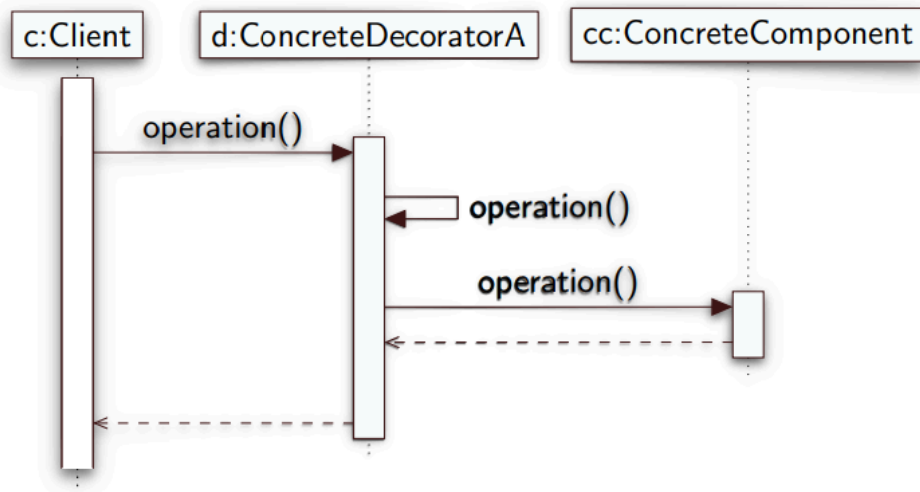 c:Client
d:ConcreteDecoratorA
cc:ConcreteComponent
operation()
operation()
operation()